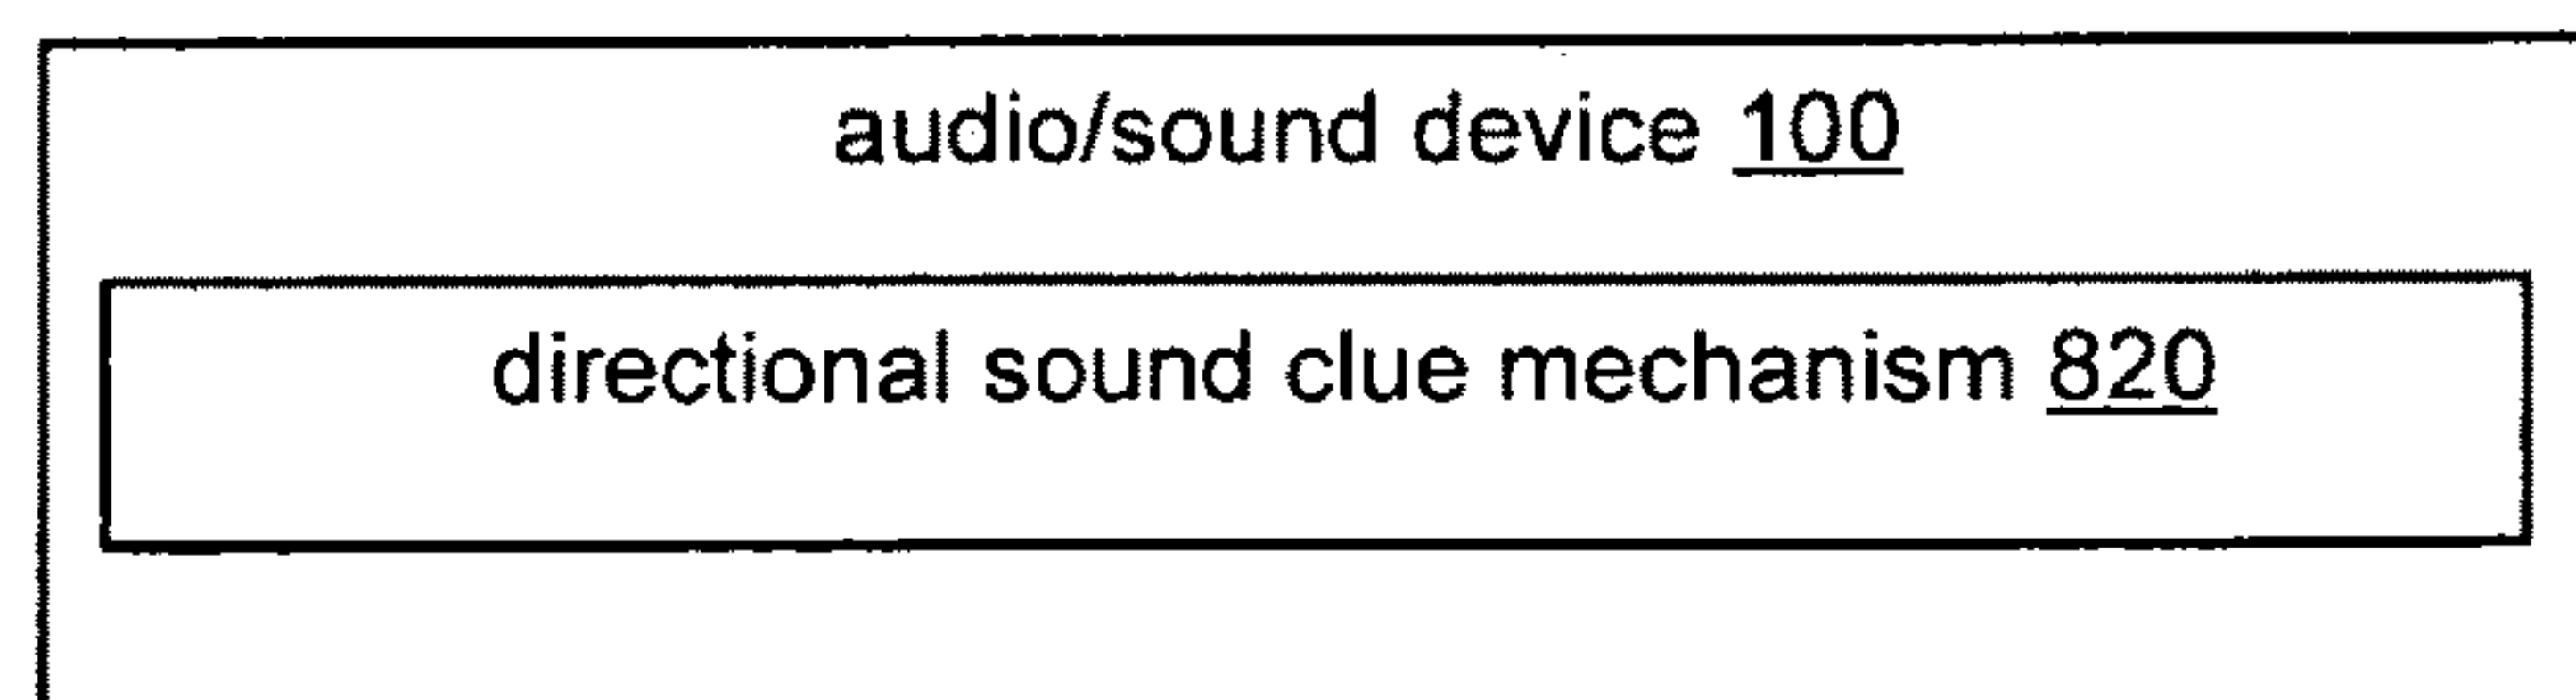 audio/sound device 100
directional sound clue mechanism 820